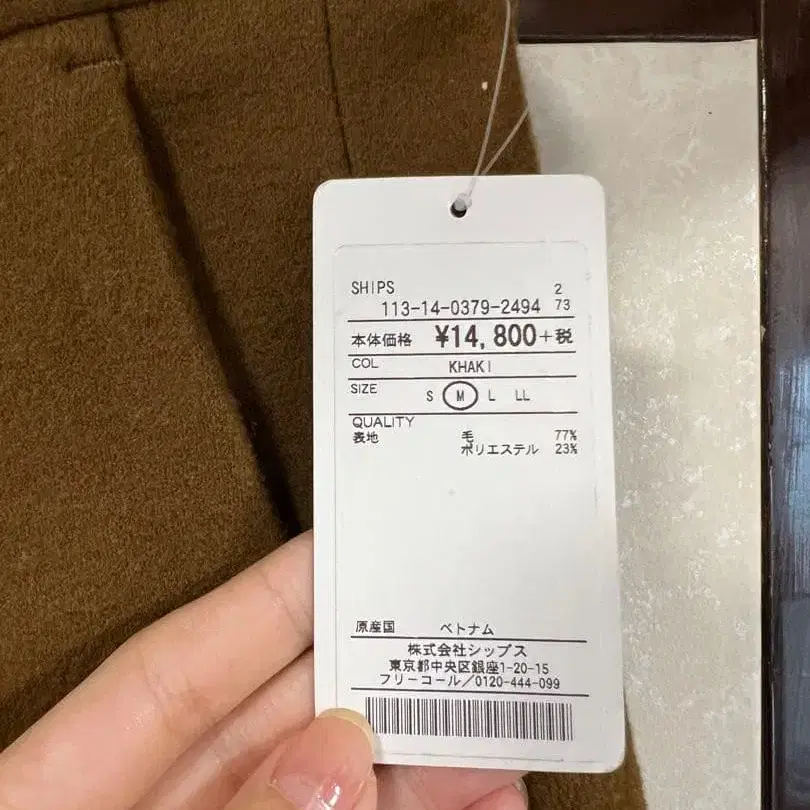 SHIPS 2
113-14-0379-2494 73
本体価格 ¥14,800+税
COL KHAKI
SIZE S M L LL
QUALITY
表地 毛 77%
ポリエステル 23%
原産国 ベトナム
株式会社シップス
東京都中央区銀座1-20-15
フリーコール/0120-444-099